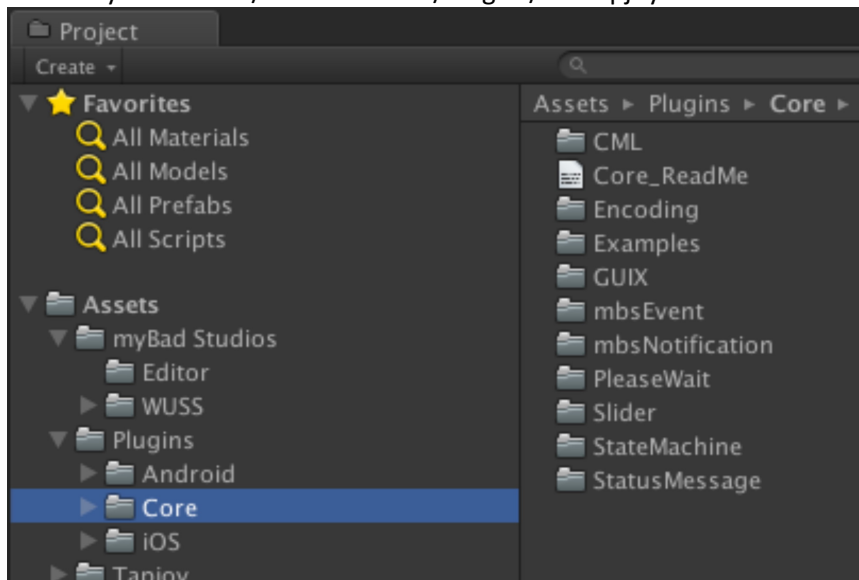 Project
Create
Favorites
All Materials
All Models
All Prefabs
All Scripts
Assets
myBad Studios
Editor
WUSS
Plugins
Android
Core
iOS
Assets ▸ Plugins ▸ Core ▸
CML
Core_ReadMe
Encoding
Examples
GUIX
mbsEvent
mbsNotification
PleaseWait
Slider
StateMachine
StatusMessage